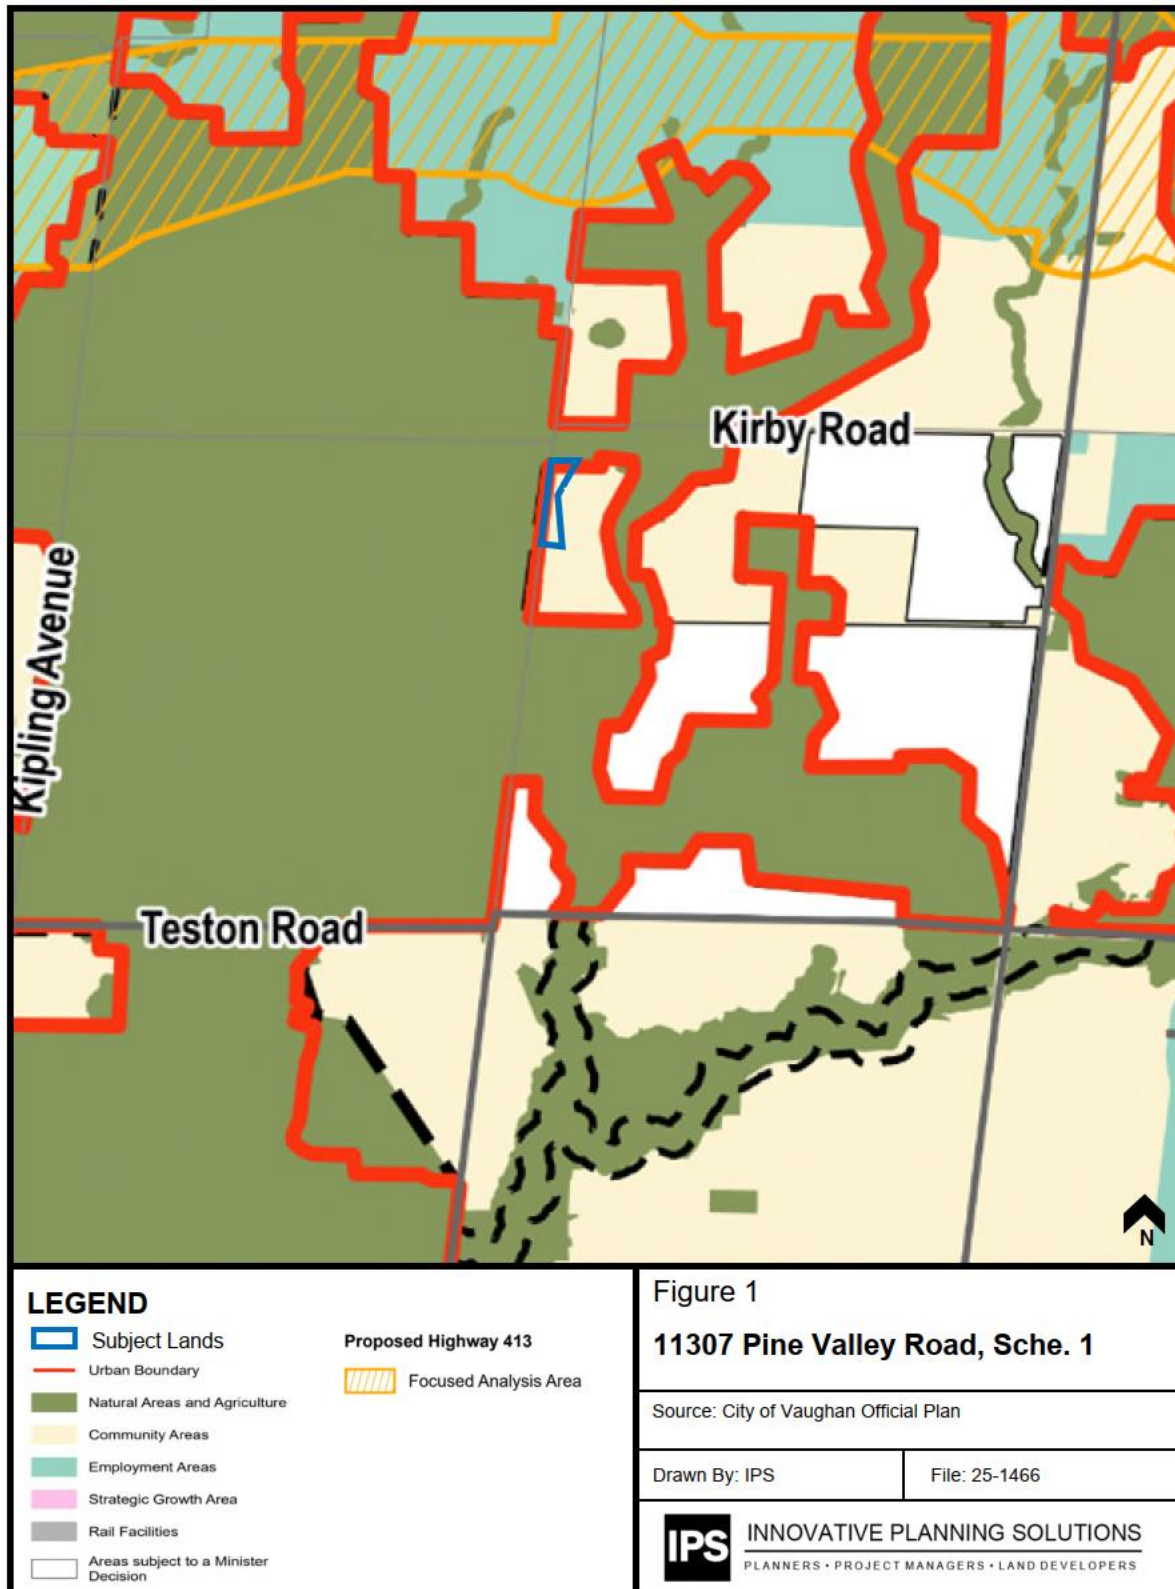 Kirby Road
Kipling Avenue
Teston Road
N
LEGEND
Subject Lands
Urban Boundary
Natural Areas and Agriculture
Community Areas
Employment Areas
Strategic Growth Area
Rail Facilities
Areas subject to a Minister
Decision
Proposed Highway 413
Focused Analysis Area
Figure 1
11307 Pine Valley Road, Sche. 1
Source: City of Vaughan Official Plan
Drawn By: IPS
File: 25-1466
IPS
INNOVATIVE PLANNING SOLUTIONS
PLANNERS • PROJECT MANAGERS • LAND DEVELOPERS